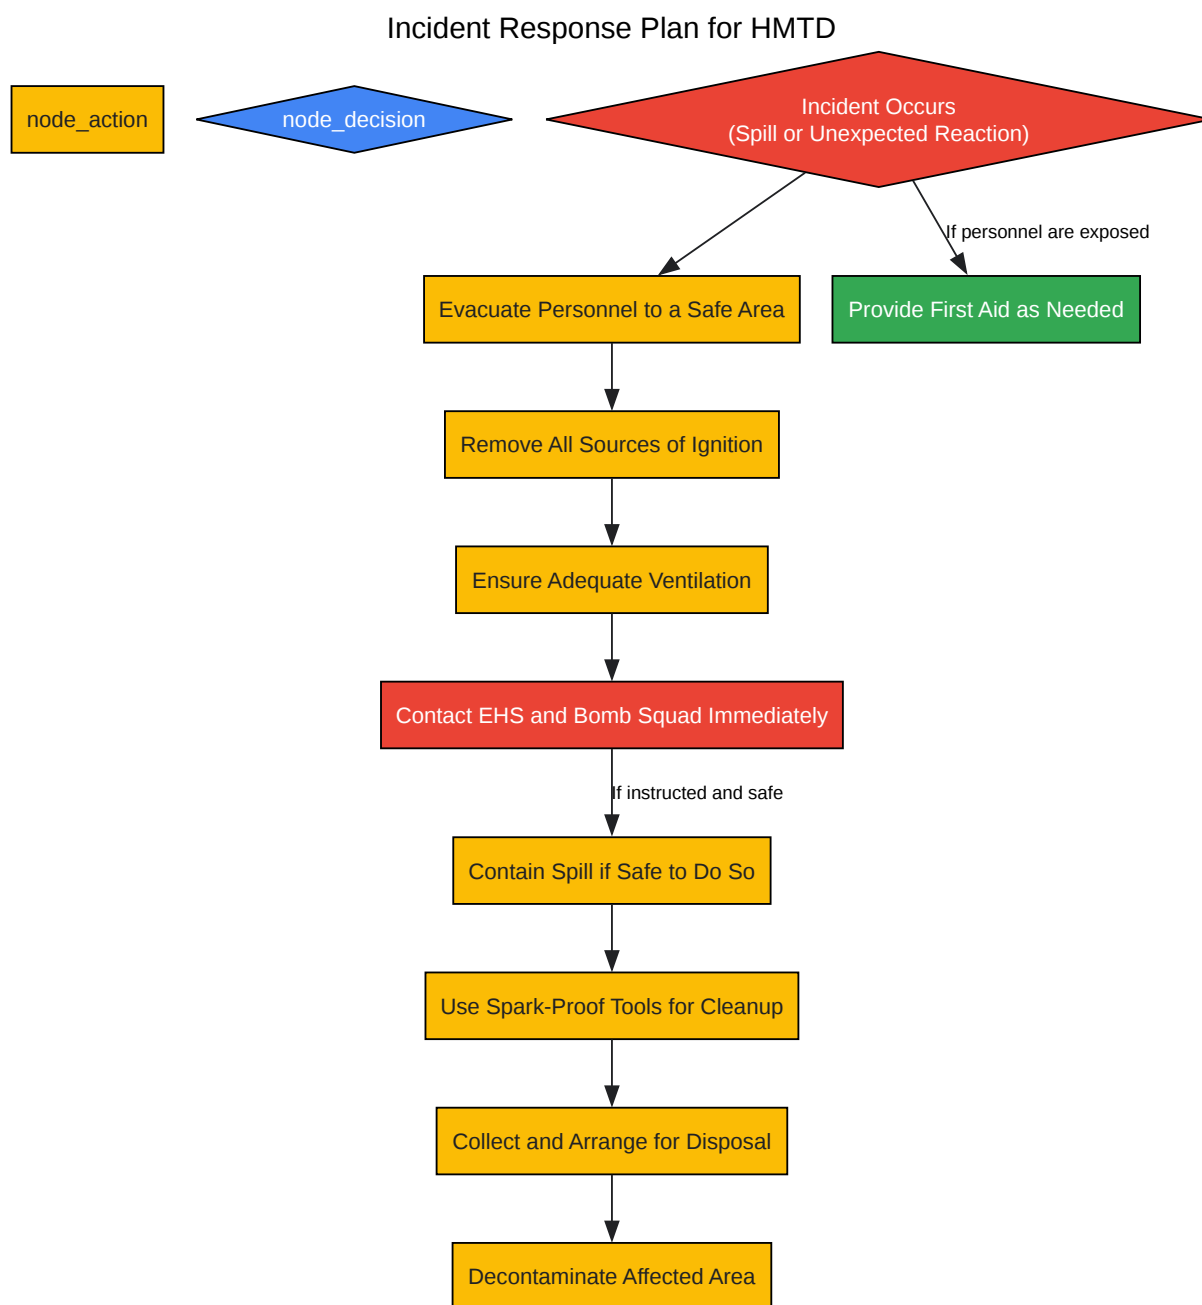 Incident Response Plan for HMTD
node_action
node_decision
Incident Occurs
(Spill or Unexpected Reaction)
If personnel are exposed
Evacuate Personnel to a Safe Area
Provide First Aid as Needed
Remove All Sources of Ignition
Ensure Adequate Ventilation
Contact EHS and Bomb Squad Immediately
If instructed and safe
Contain Spill if Safe to Do So
Use Spark-Proof Tools for Cleanup
Collect and Arrange for Disposal
Decontaminate Affected Area